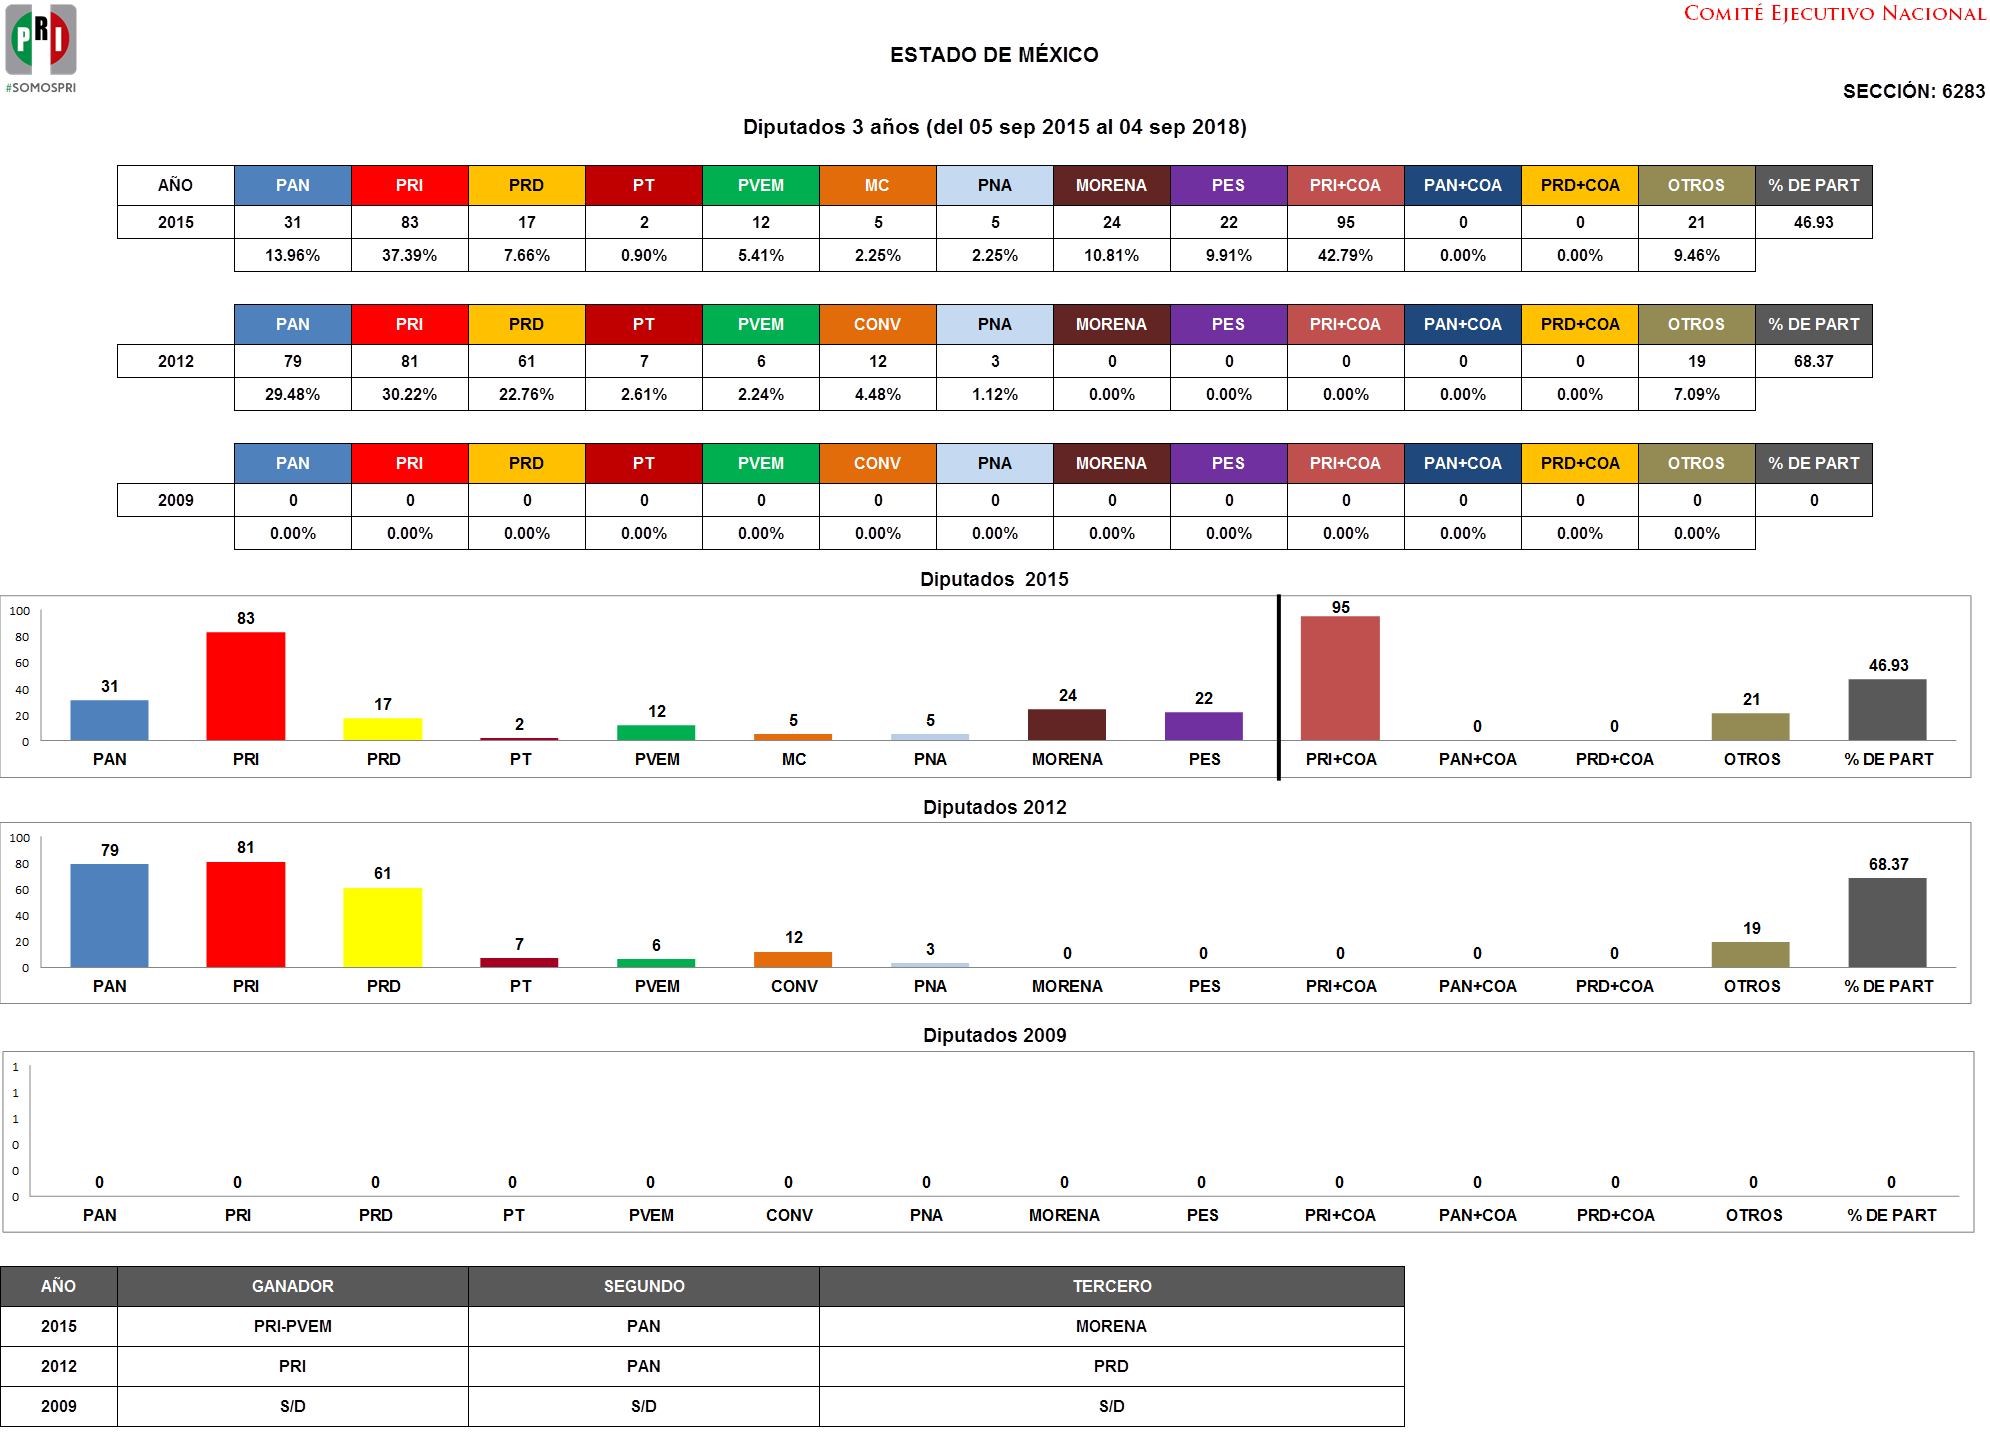 PRI
#SOMOSPRI
COMITÉ EJECUTIVO NACIONAL
ESTADO DE MÉXICO
SECCIÓN: 6283
Diputados 3 años (del 05 sep 2015 al 04 sep 2018)
AÑO PAN PRI PRD PT PVEM MC PNA MORENA PES PRI+COA PAN+COA PRD+COA OTROS % DE PART
2015 31 83 17 2 12 5 5 24 22 95 0 0 21 46.93
13.96% 37.39% 7.66% 0.90% 5.41% 2.25% 2.25% 10.81% 9.91% 42.79% 0.00% 0.00% 9.46%
PAN PRI PRD PT PVEM CONV PNA MORENA PES PRI+COA PAN+COA PRD+COA OTROS % DE PART
2012 79 81 61 7 6 12 3 0 0 0 0 0 19 68.37
29.48% 30.22% 22.76% 2.61% 2.24% 4.48% 1.12% 0.00% 0.00% 0.00% 0.00% 0.00% 7.09%
PAN PRI PRD PT PVEM CONV PNA MORENA PES PRI+COA PAN+COA PRD+COA OTROS % DE PART
2009 0 0 0 0 0 0 0 0 0 0 0 0 0 0
0.00% 0.00% 0.00% 0.00% 0.00% 0.00% 0.00% 0.00% 0.00% 0.00% 0.00% 0.00% 0.00%
Diputados 2015
100
80
60
40
20
0
31 83 17 2 12 5 5 24 22 95 0 0 21 46.93
PAN PRI PRD PT PVEM MC PNA MORENA PES PRI+COA PAN+COA PRD+COA OTROS % DE PART
Diputados 2012
100
80
60
40
20
0
79 81 61 7 6 12 3 0 0 0 0 0 19 68.37
PAN PRI PRD PT PVEM CONV PNA MORENA PES PRI+COA PAN+COA PRD+COA OTROS % DE PART
Diputados 2009
1
1
1
0
0
0
0 0 0 0 0 0 0 0 0 0 0 0 0 0
PAN PRI PRD PT PVEM CONV PNA MORENA PES PRI+COA PAN+COA PRD+COA OTROS % DE PART
AÑO GANADOR SEGUNDO TERCERO
2015 PRI-PVEM PAN MORENA
2012 PRI PAN PRD
2009 S/D S/D S/D